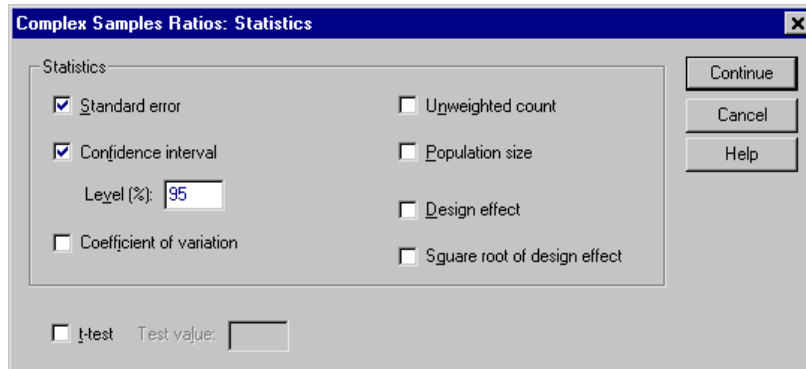 Complex Samples Ratios: Statistics
Statistics
Standard error
Confidence interval
Level (%): 95
Coefficient of variation
Unweighted count
Population size
Design effect
Square root of design effect
t-test Test value:
Continue
Cancel
Help